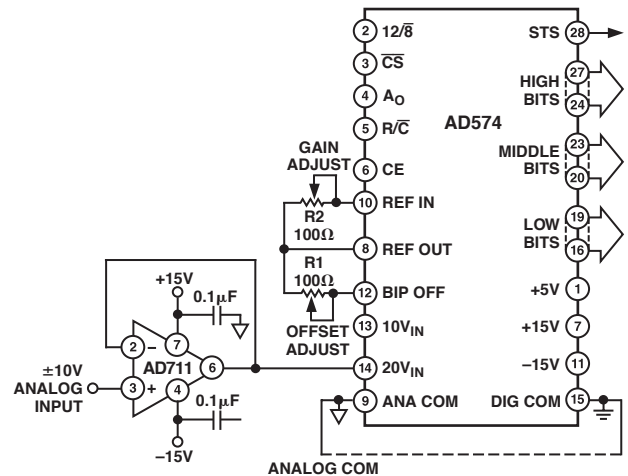 2 12/8̅ STS 28
3 C̅S̅ 27
HIGH
BITS
4 A_O 24
AD574
5 R/C̅ 23
GAIN
ADJUST
MIDDLE
BITS
6 CE 20
R2
100Ω
10 REF IN 19
LOW
BITS
8 REF OUT 16
R1
100Ω
12 BIP OFF +5V 1
OFFSET
ADJUST
13 10V_IN +15V 7
14 20V_IN –15V 11
9 ANA COM DIG COM 15
+15V
0.1µF
2 – 7
AD711 6
±10V
ANALOG
INPUT
3 + 4
0.1µF
–15V
ANALOG COM